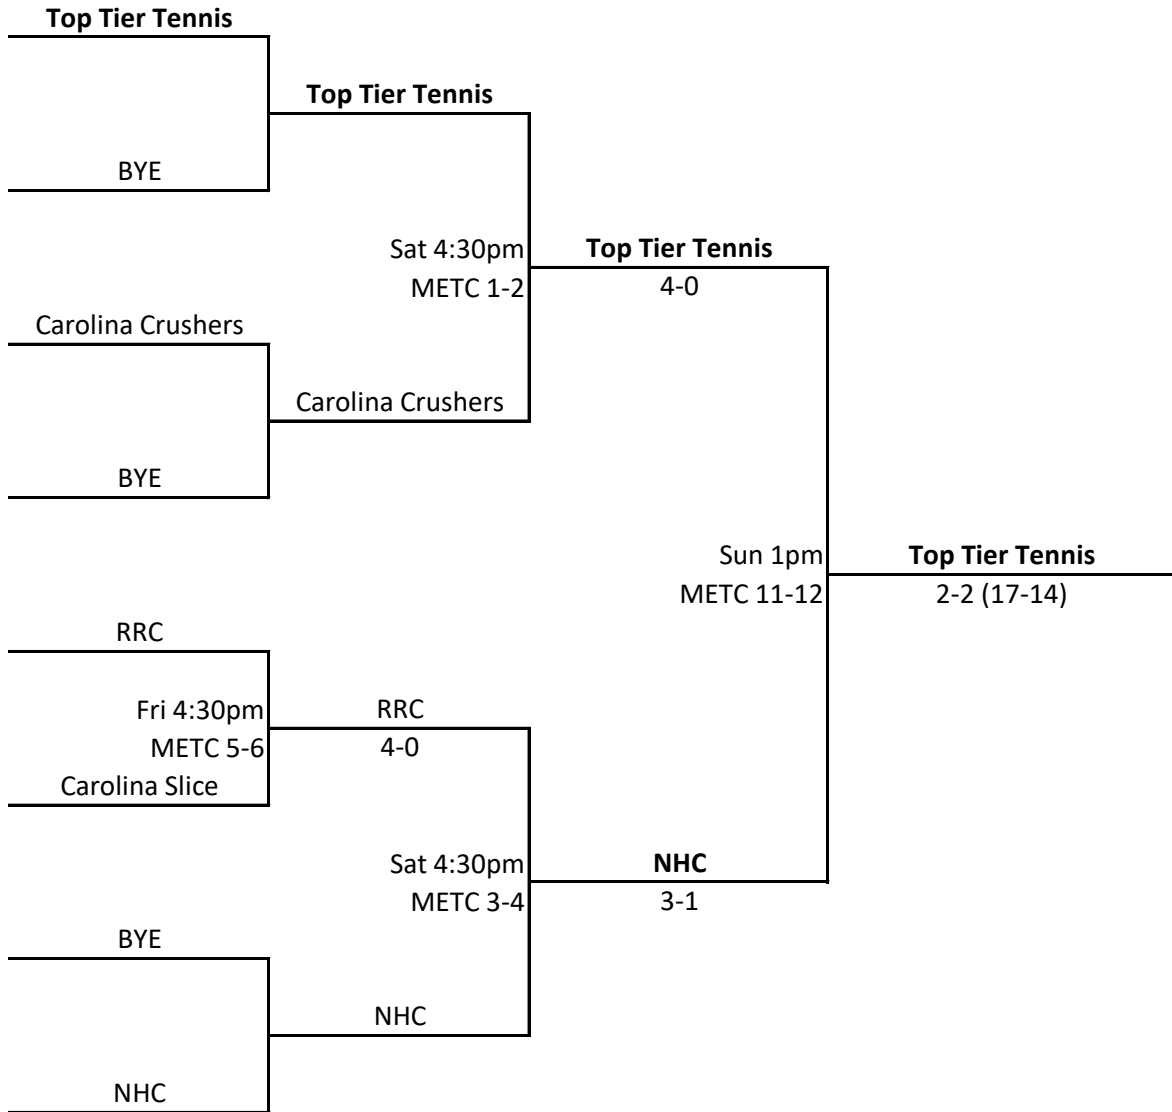 Top Tier Tennis
Top Tier Tennis
BYE
Sat 4:30pm
METC 1-2
Top Tier Tennis
4-0
Carolina Crushers
Carolina Crushers
BYE
Sun 1pm
METC 11-12
Top Tier Tennis
2-2 (17-14)
RRC
Fri 4:30pm
METC 5-6
RRC
4-0
Carolina Slice
Sat 4:30pm
METC 3-4
NHC
3-1
BYE
NHC
NHC